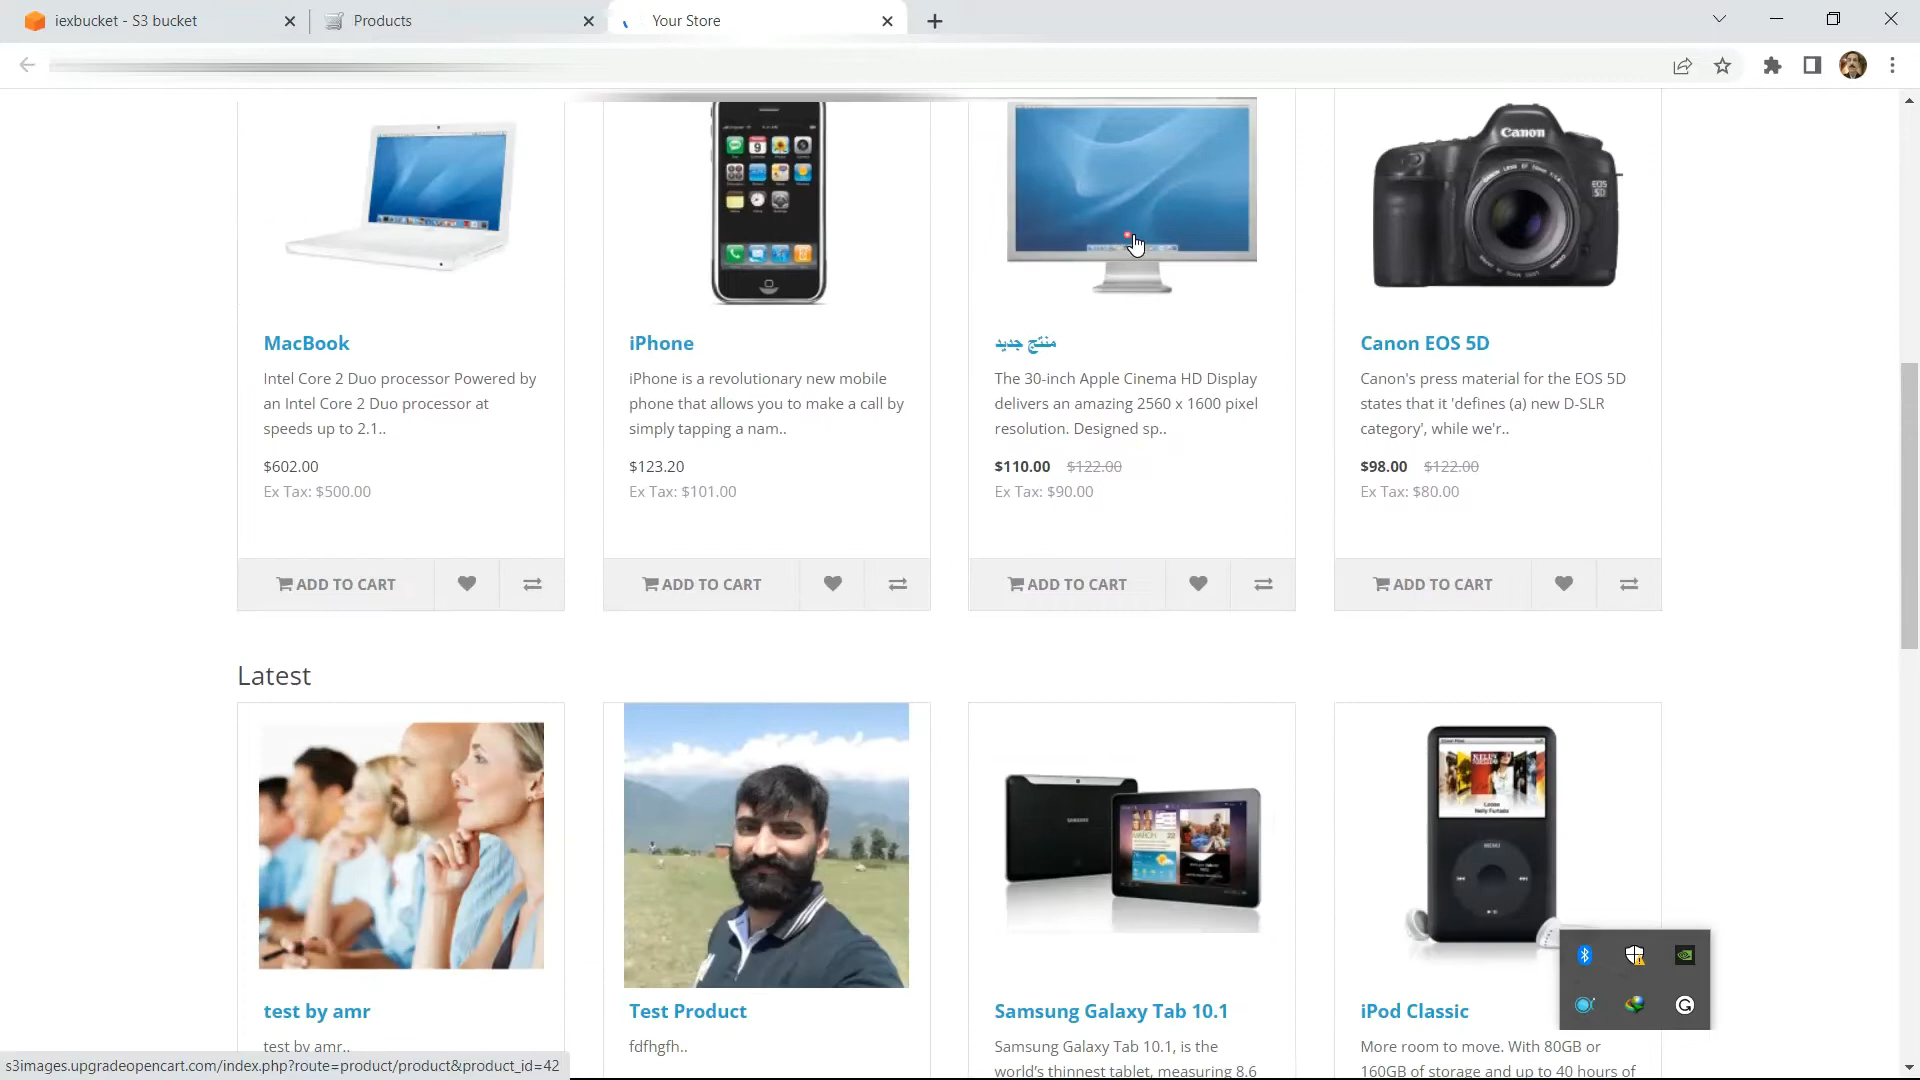 iexbucket - S3 bucket
Products
Your Store
Canon
EOS
5D
MacBook
Intel Core 2 Duo processor Powered by
an Intel Core 2 Duo processor at
speeds up to 2.1..
$602.00
Ex Tax: $500.00
ADD TO CART
iPhone
iPhone is a revolutionary new mobile
phone that allows you to make a call by
simply tapping a nam..
$123.20
Ex Tax: $101.00
ADD TO CART
منتج جديد
The 30-inch Apple Cinema HD Display
delivers an amazing 2560 x 1600 pixel
resolution. Designed sp..
$110.00 $122.00
Ex Tax: $90.00
ADD TO CART
Canon EOS 5D
Canon's press material for the EOS 5D
states that it 'defines (a) new D-SLR
category', while we'r..
$98.00 $122.00
Ex Tax: $80.00
ADD TO CART
Latest
test by amr
test by amr..
Test Product
fdfhgfh..
SAMSUNG
Samsung Galaxy Tab 10.1
Samsung Galaxy Tab 10.1, is the
world's thinnest tablet, measuring 8.6
MENU
iPod Classic
More room to move. With 80GB or
160GB of storage and up to 40 hours of
s3images.upgradeopencart.com/index.php?route=product/product&product_id=42